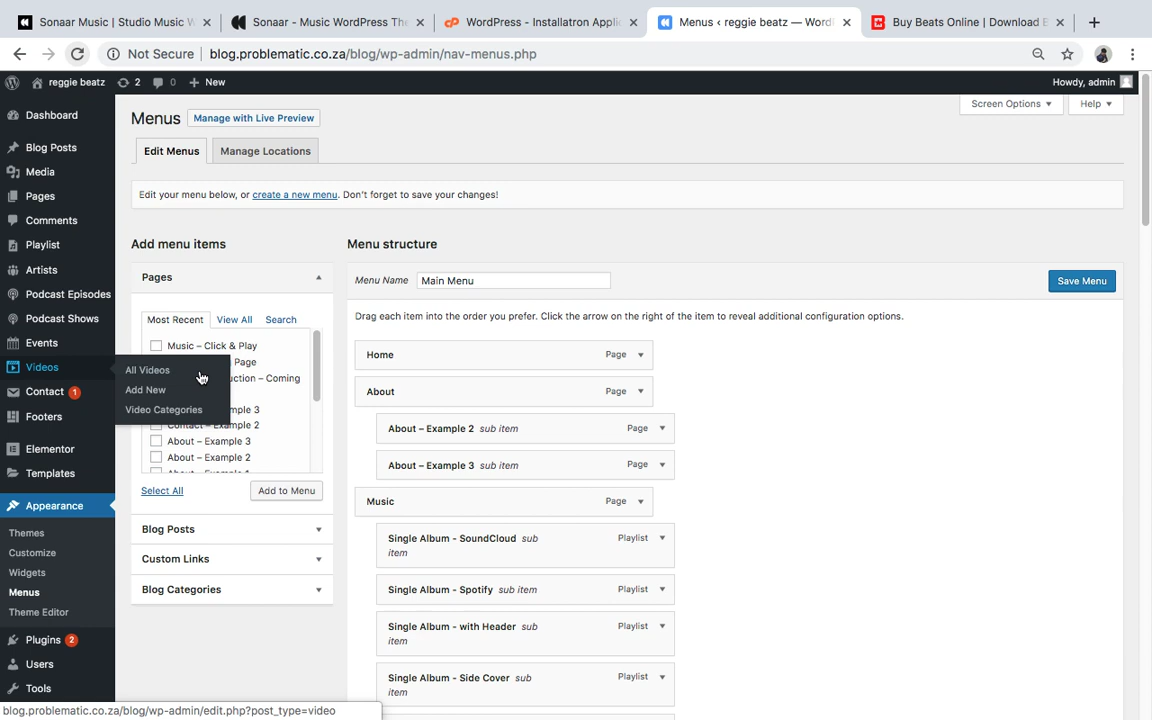 Sonaar Music | Studio Music W
Sonaar - Music WordPress The
WordPress - Installatron Applic
Menus < reggie beatz — Word
Buy Beats Online | Download B
Not Secure
blog.problematic.co.za/blog/wp-admin/nav-menus.php
reggie beatz
2
0
+ New
Howdy, admin
Dashboard
Blog Posts
Media
Pages
Comments
Playlist
Artists
Podcast Episodes
Podcast Shows
Events
Videos
Contact 1
Footers
Elementor
Templates
Appearance
Themes
Customize
Widgets
Menus
Theme Editor
Plugins 2
Users
Tools
All Videos
Add New
Video Categories
Menus
Manage with Live Preview
Screen Options
Help
Edit Menus
Manage Locations
Edit your menu below, or create a new menu. Don't forget to save your changes!
Add menu items
Pages
Most Recent
View All
Search
Music – Click & Play
Page
uction – Coming
mple 3
Contact – Example 2
About – Example 3
About – Example 2
Select All
Add to Menu
Blog Posts
Custom Links
Blog Categories
Menu structure
Menu Name
Main Menu
Save Menu
Drag each item into the order you prefer. Click the arrow on the right of the item to reveal additional configuration options.
Home
Page
About
Page
About – Example 2 sub item
Page
About – Example 3 sub item
Page
Music
Page
Single Album - SoundCloud sub
item
Playlist
Single Album - Spotify sub item
Playlist
Single Album - with Header sub
item
Playlist
Single Album - Side Cover sub
item
Playlist
blog.problematic.co.za/blog/wp-admin/edit.php?post_type=video